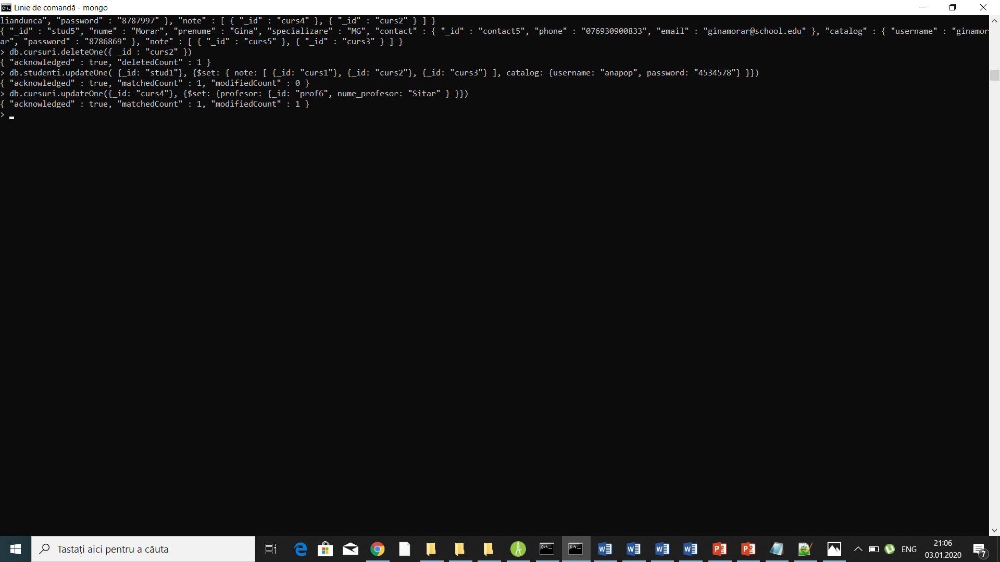 Linie de comandă - mongo
liandunca", "password" : "8787997" }, "note" : [ { "_id" : "curs4" }, { "_id" : "curs2" } ] }
{ "_id" : "stud5", "nume" : "Morar", "prenume" : "Gina", "specializare" : "MG", "contact" : { "_id" : "contact5", "phone" : "076930900833", "email" : "ginamorar@school.edu" }, "catalog" : { "username" : "ginamor
ar", "password" : "8786869" }, "note" : [ { "_id" : "curs5" }, { "_id" : "curs3" } ] }
> db.cursuri.deleteOne({ _id : "curs2" })
{ "acknowledged" : true, "deletedCount" : 1 }
> db.studenti.updateOne( {_id: "stud1"}, {$set: { note: [ {_id: "curs1"}, {_id: "curs2"}, {_id: "curs3"} ], catalog: {username: "anapop", password: "4534578"} }})
{ "acknowledged" : true, "matchedCount" : 1, "modifiedCount" : 0 }
> db.cursuri.updateOne({_id: "curs4"}, {$set: {profesor: {_id: "prof6", nume_profesor: "Sitar" } }})
{ "acknowledged" : true, "matchedCount" : 1, "modifiedCount" : 1 }
>
Tastați aici pentru a căuta
ENG
21:06
03.01.2020
7